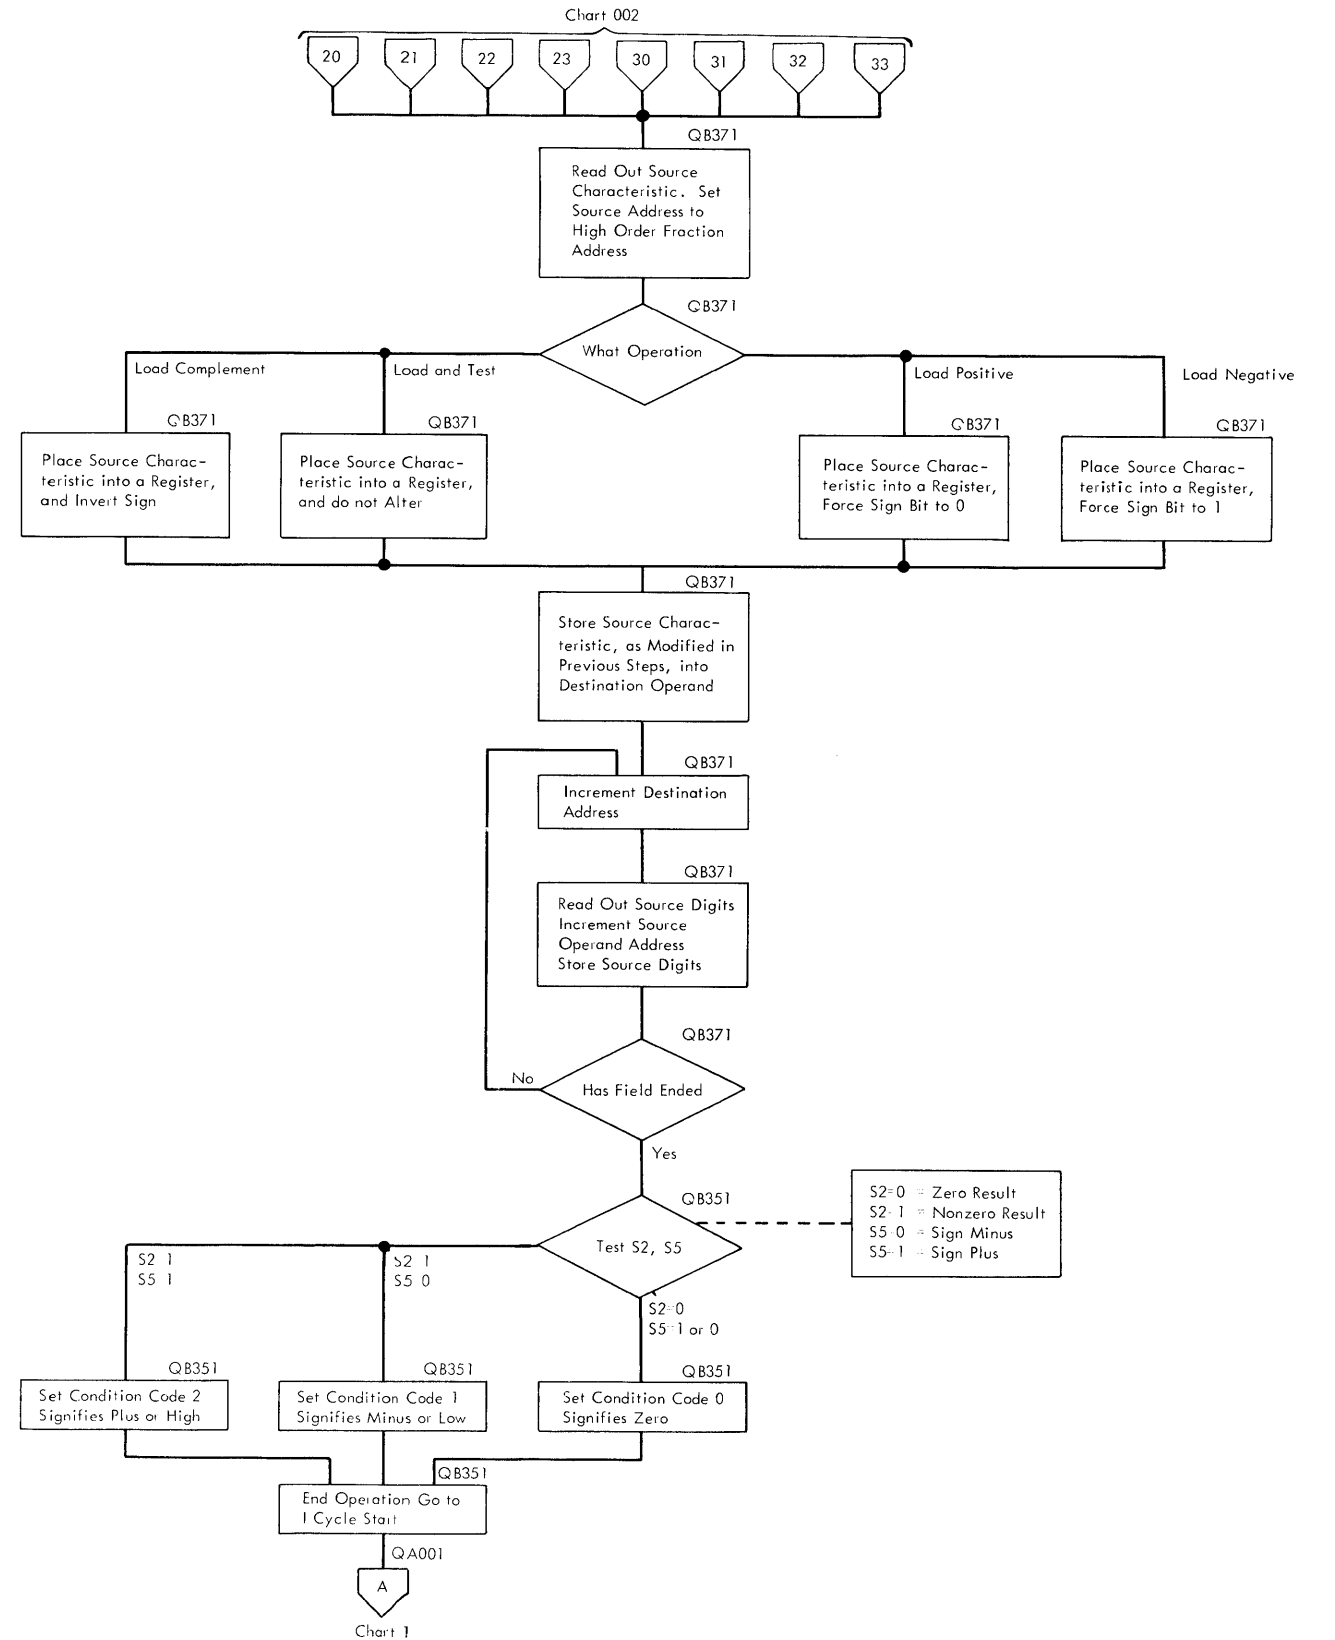 Chart 002
20 21 22 23 30 31 32 33
QB371
Read Out Source
Characteristic. Set
Source Address to
High Order Fraction
Address
QB371
What Operation
Load Complement
Load and Test
Load Positive
Load Negative
QB371
Place Source Charac-
teristic into a Register,
and Invert Sign
QB371
Place Source Charac-
teristic into a Register,
and do not Alter
QB371
Place Source Charac-
teristic into a Register,
Force Sign Bit to 0
QB371
Place Source Charac-
teristic into a Register,
Force Sign Bit to 1
QB371
Store Source Charac-
teristic, as Modified in
Previous Steps, into
Destination Operand
QB371
Increment Destination
Address
QB371
Read Out Source Digits
Increment Source
Operand Address
Store Source Digits
QB371
Has Field Ended
No
Yes
QB351
Test S2, S5
S2=0 = Zero Result
S2-1 = Nonzero Result
S5 0 = Sign Minus
S5=1 = Sign Plus
S2 1
S5 1
S2 1
S5 0
S2=0
S5=1 or 0
QB351
Set Condition Code 2
Signifies Plus or High
QB351
Set Condition Code 1
Signifies Minus or Low
QB351
Set Condition Code 0
Signifies Zero
QB351
End Operation Go to
I Cycle Start
QA001
A
Chart 1